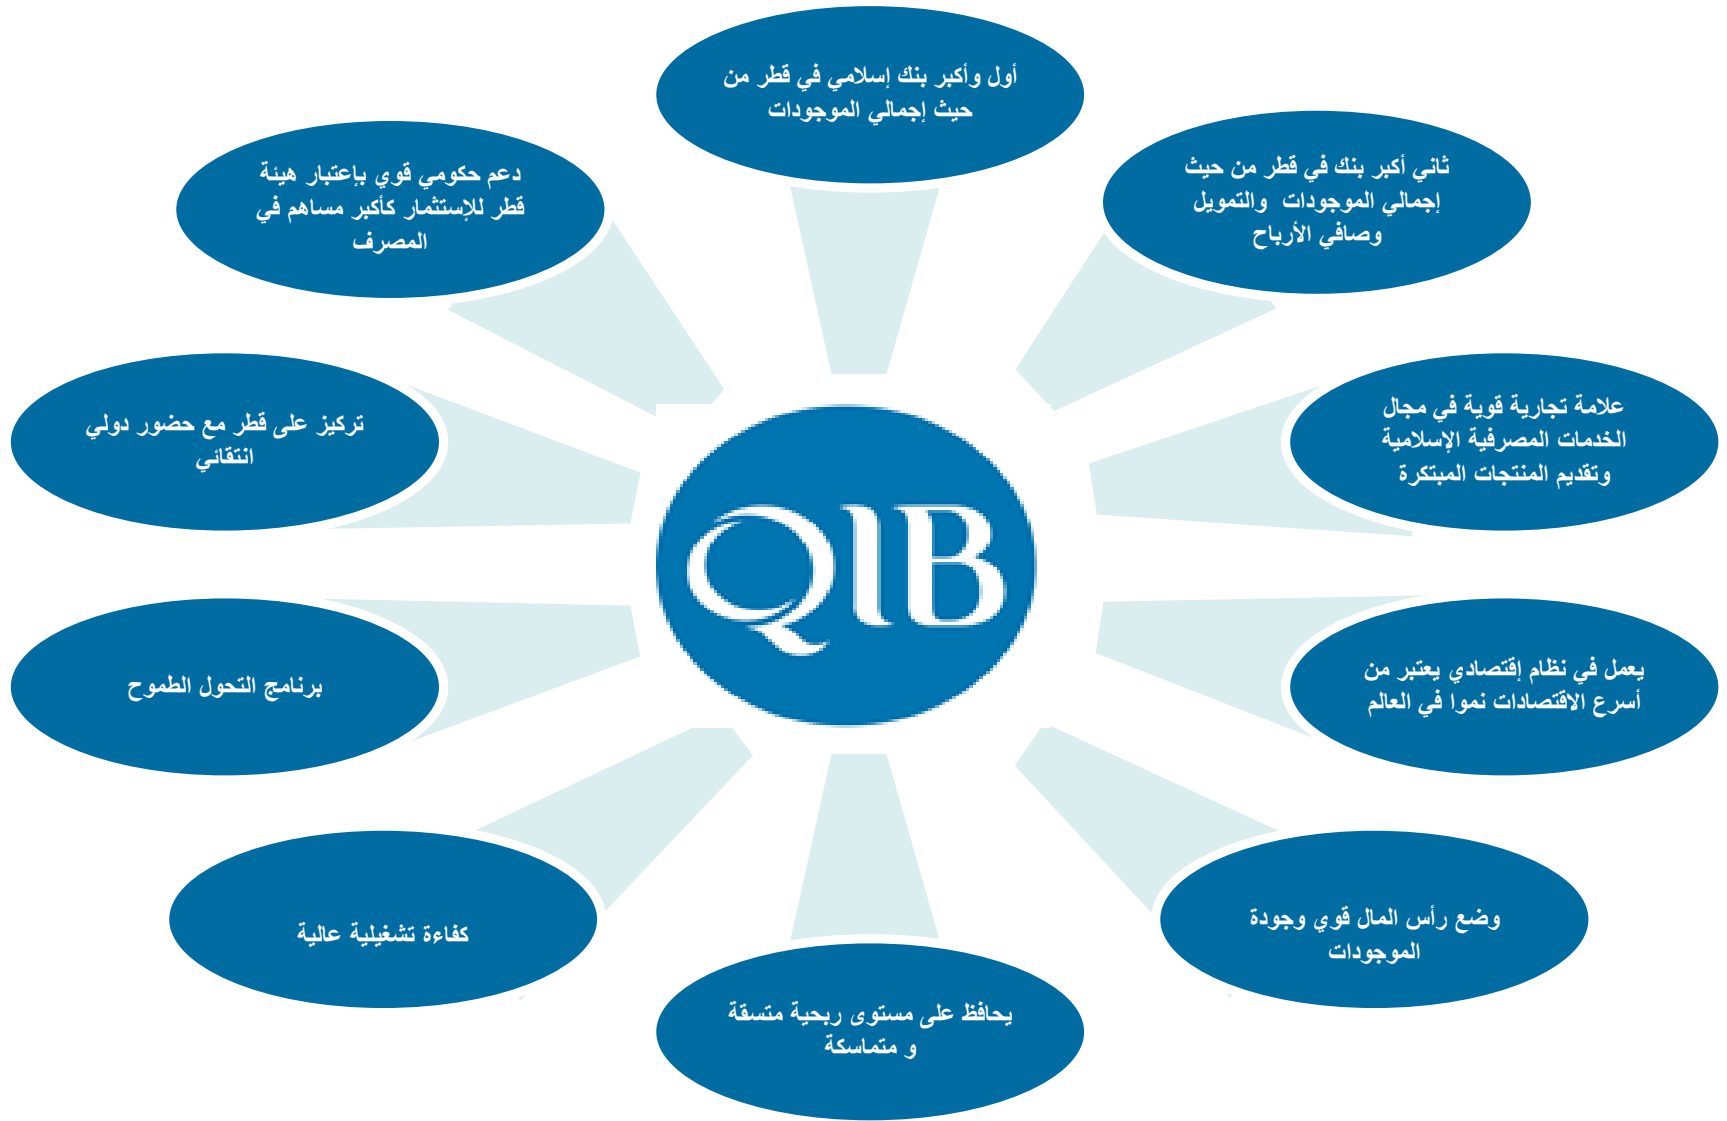 أول وأكبر بنك إسلامي في قطر من
حيث إجمالي الموجودات
ثاني أكبر بنك في قطر من حيث
إجمالي الموجودات والتمويل
وصافي الأرباح
علامة تجارية قوية في مجال
الخدمات المصرفية الإسلامية
وتقديم المنتجات المبتكرة
يعمل في نظام إقتصادي يعتبر من
أسرع الاقتصادات نموا في العالم
وضع رأس المال قوي وجودة
الموجودات
يحافظ على مستوى ربحية متسقة
و متماسكة
كفاءة تشغيلية عالية
برنامج التحول الطموح
تركيز على قطر مع حضور دولي
انتقائي
دعم حكومي قوي بإعتبار هيئة
قطر للإستثمار كأكبر مساهم في
المصرف
QIB